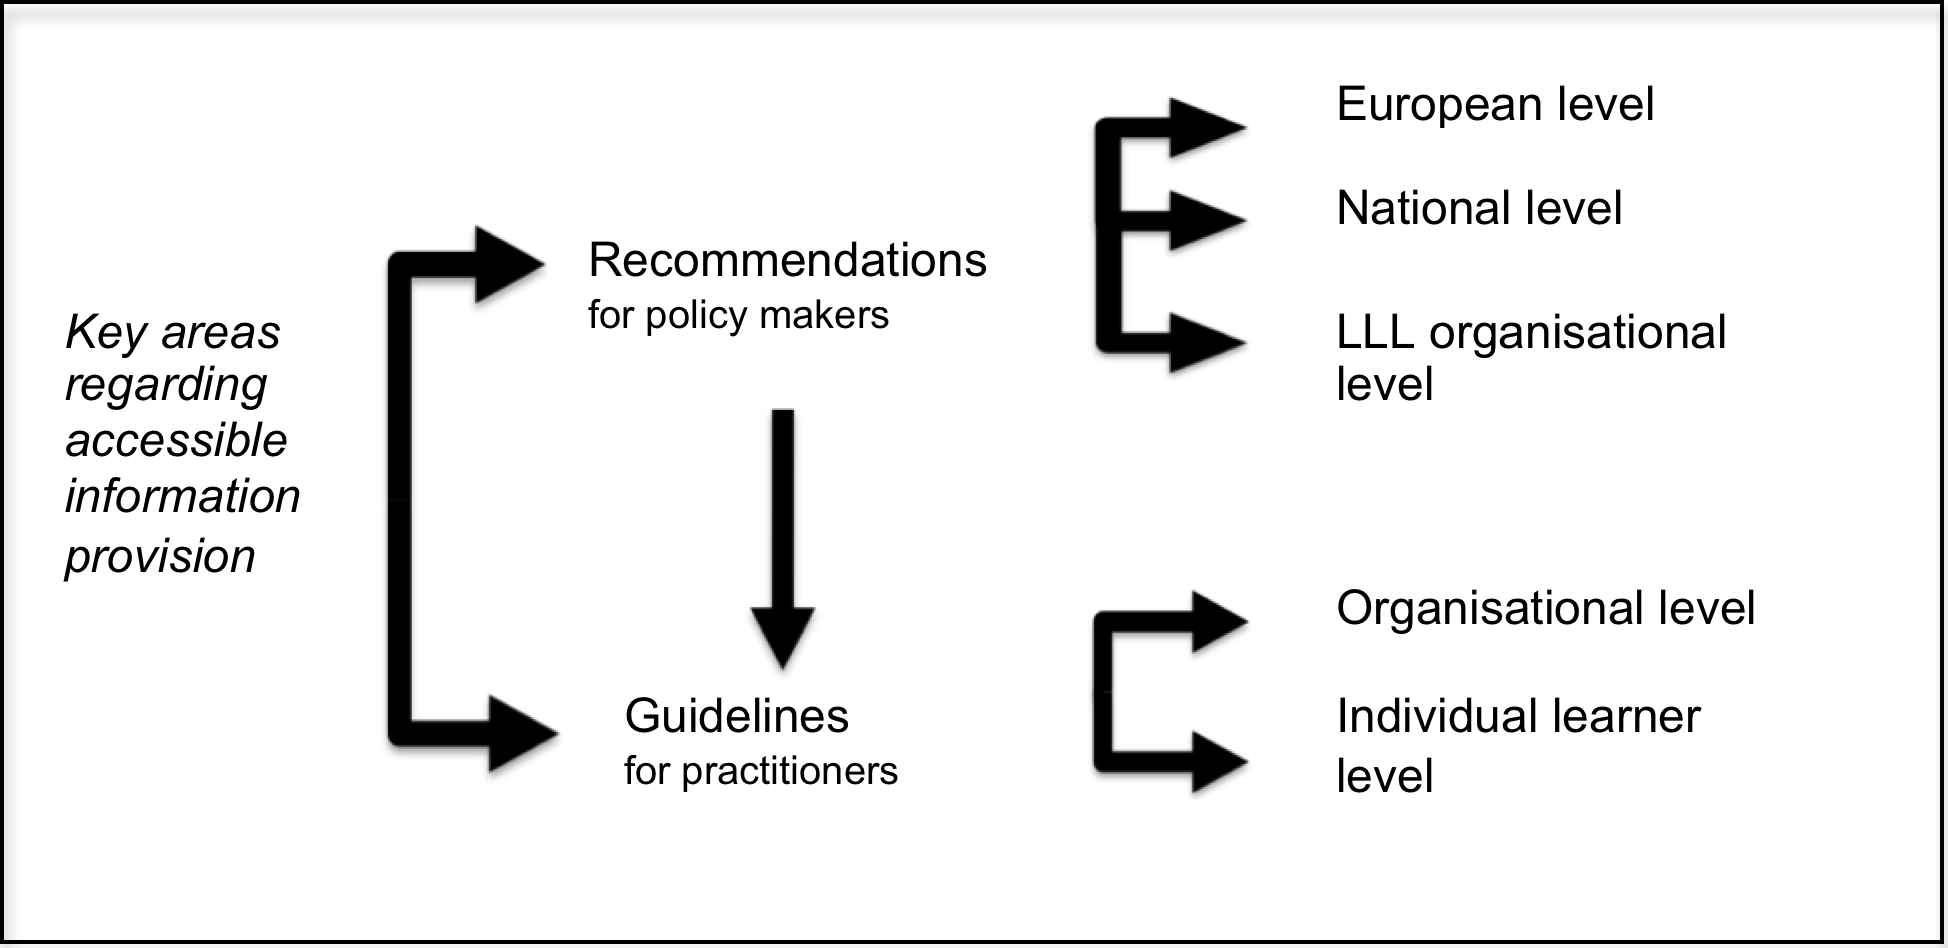 Key areas
regarding
accessible
information
provision
Recommendations
for policy makers
European level
National level
LLL organisational
level
Guidelines
for practitioners
Organisational level
Individual learner
level